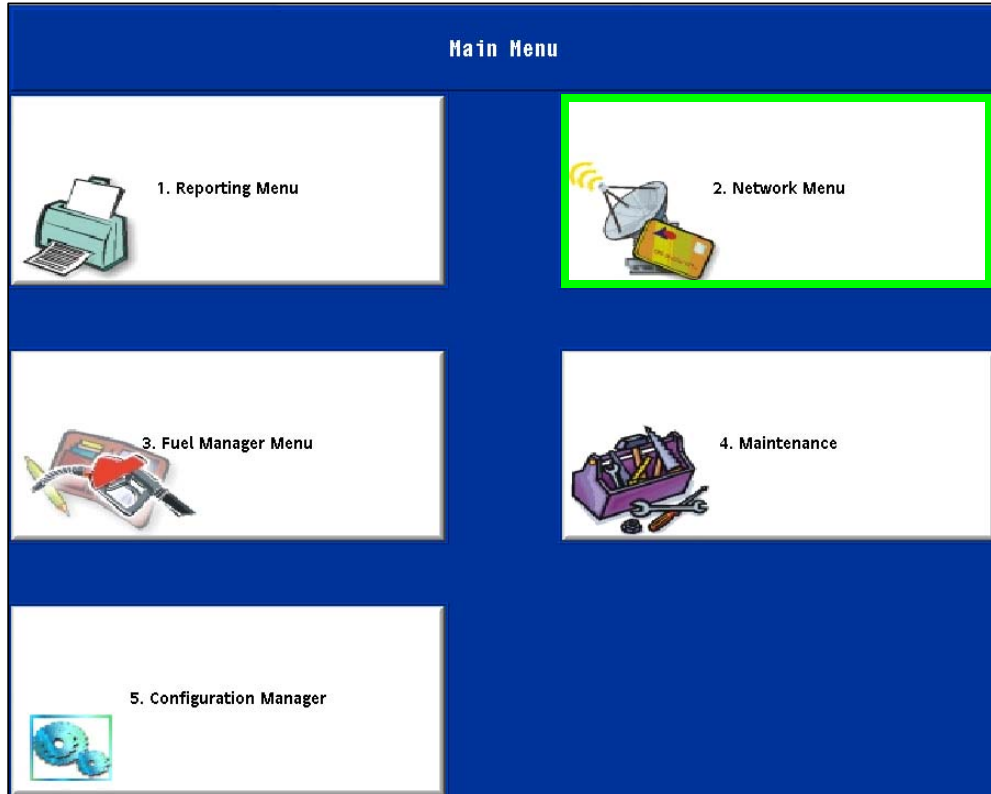 Main Menu
1. Reporting Menu
2. Network Menu
3. Fuel Manager Menu
4. Maintenance
5. Configuration Manager